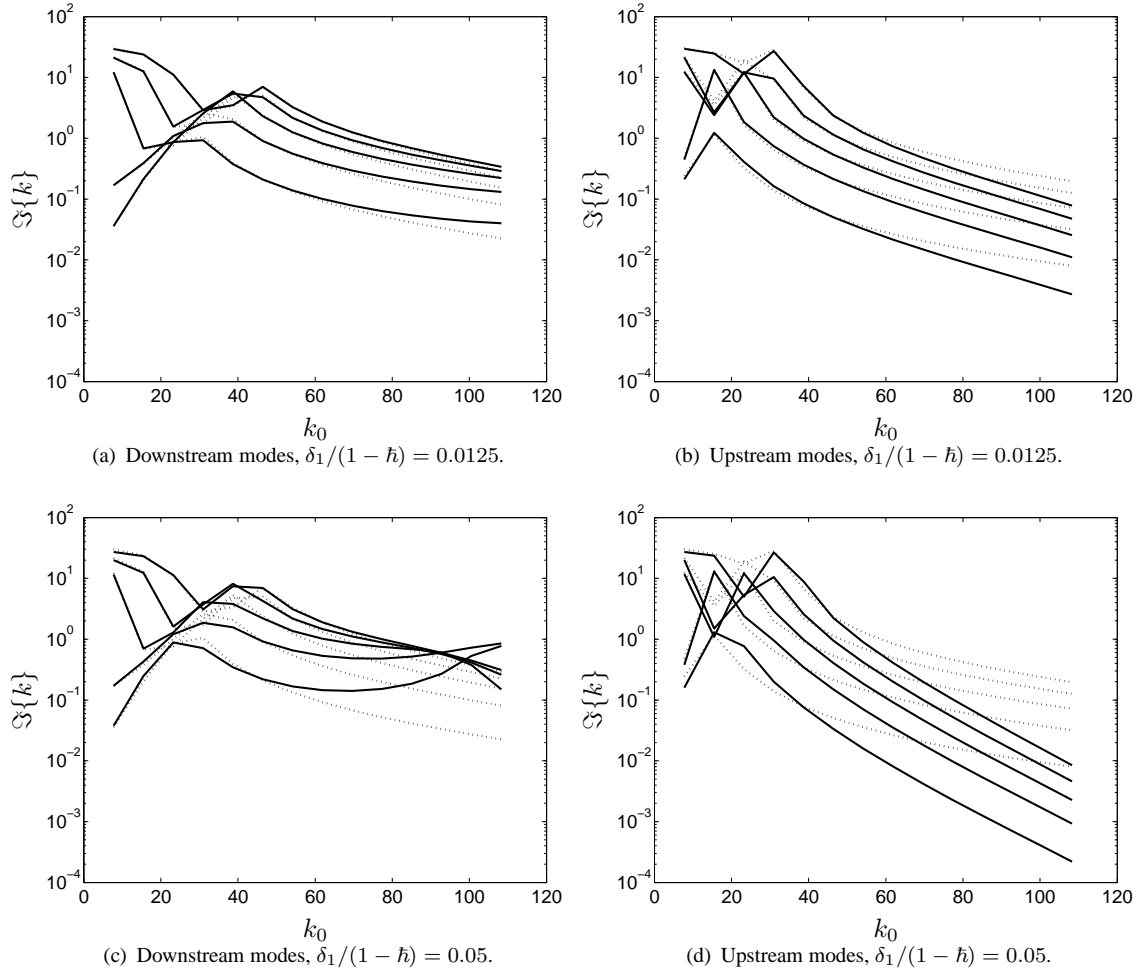 10^2
10^1
10^0
10^{-1}
10^{-2}
10^{-3}
10^{-4}
ℑ{k}
0 20 40 60 80 100 120
k_0
(a) Downstream modes, δ_1/(1 − ℏ) = 0.0125.
10^2
10^1
10^0
10^{-1}
10^{-2}
10^{-3}
10^{-4}
ℑ{k}
0 20 40 60 80 100 120
k_0
(b) Upstream modes, δ_1/(1 − ℏ) = 0.0125.
10^2
10^1
10^0
10^{-1}
10^{-2}
10^{-3}
10^{-4}
ℑ{k}
0 20 40 60 80 100 120
k_0
(c) Downstream modes, δ_1/(1 − ℏ) = 0.05.
10^2
10^1
10^0
10^{-1}
10^{-2}
10^{-3}
10^{-4}
ℑ{k}
0 20 40 60 80 100 120
k_0
(d) Upstream modes, δ_1/(1 − ℏ) = 0.05.